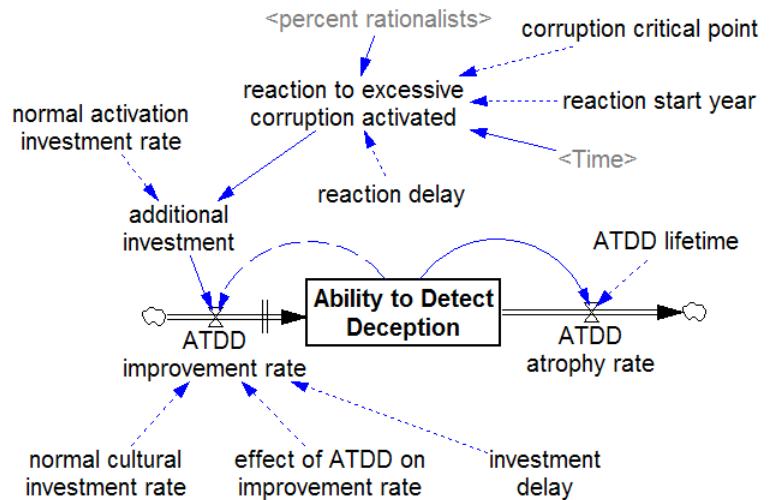 <percent rationalists>
corruption critical point
reaction to excessive
corruption activated
reaction start year
normal activation
investment rate
<Time>
reaction delay
additional
investment
ATDD lifetime
Ability to Detect
Deception
ATDD
improvement rate
ATDD
atrophy rate
normal cultural
investment rate
effect of ATDD on
improvement rate
investment
delay